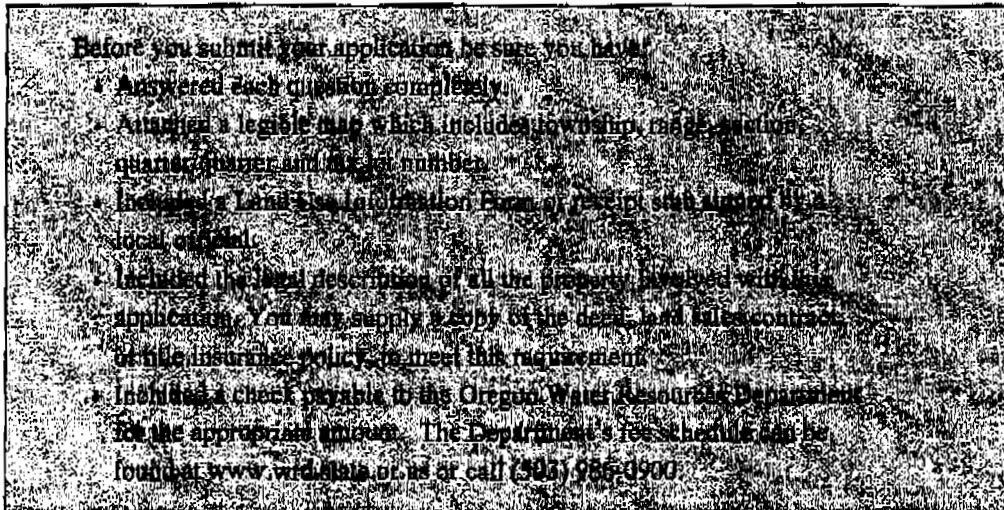 Before you submit your application be sure you have:
• Answered each question completely.
• Attached a legible map which includes township, range, section,
quarter/quarter and tax lot number.
• Included a Land Use Information Form or receipt stub signed by a
local official.
• Included the legal description of all the property involved with this
application. You may supply a copy of the deed, land sales contract,
or title insurance policy, to meet this requirement.
• Included a check payable to the Oregon Water Resources Department
for the appropriate amount. The Department's fee schedule can be
found at www.wrd.state.or.us or call (503) 986-0900.